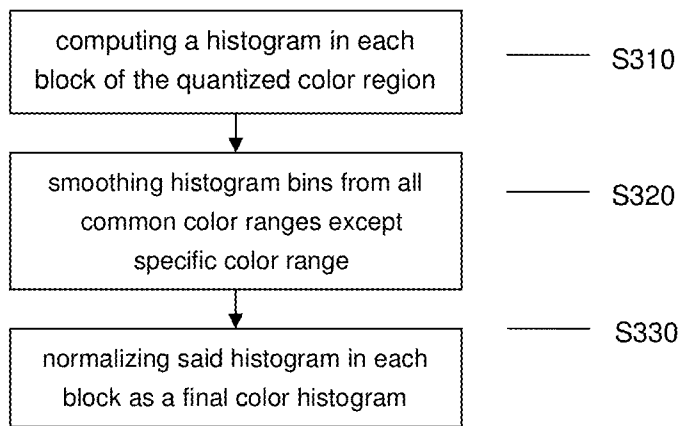 computing a histogram in each
block of the quantized color region
S310
smoothing histogram bins from all
common color ranges except
specific color range
S320
normalizing said histogram in each
block as a final color histogram
S330